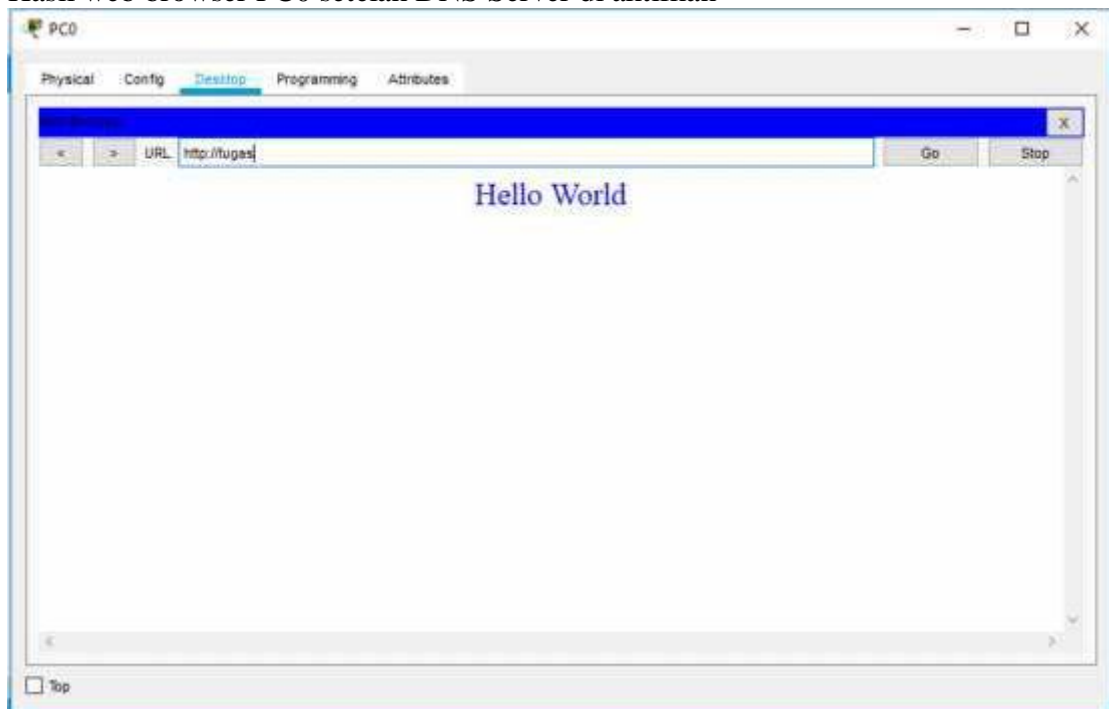 Hasil web browser PC0 setelah DNS Server di aktifkan
PC0
Physical Config Desktop Programming Attributes
X
< > URL http://tugas Go Stop
Hello World
Top